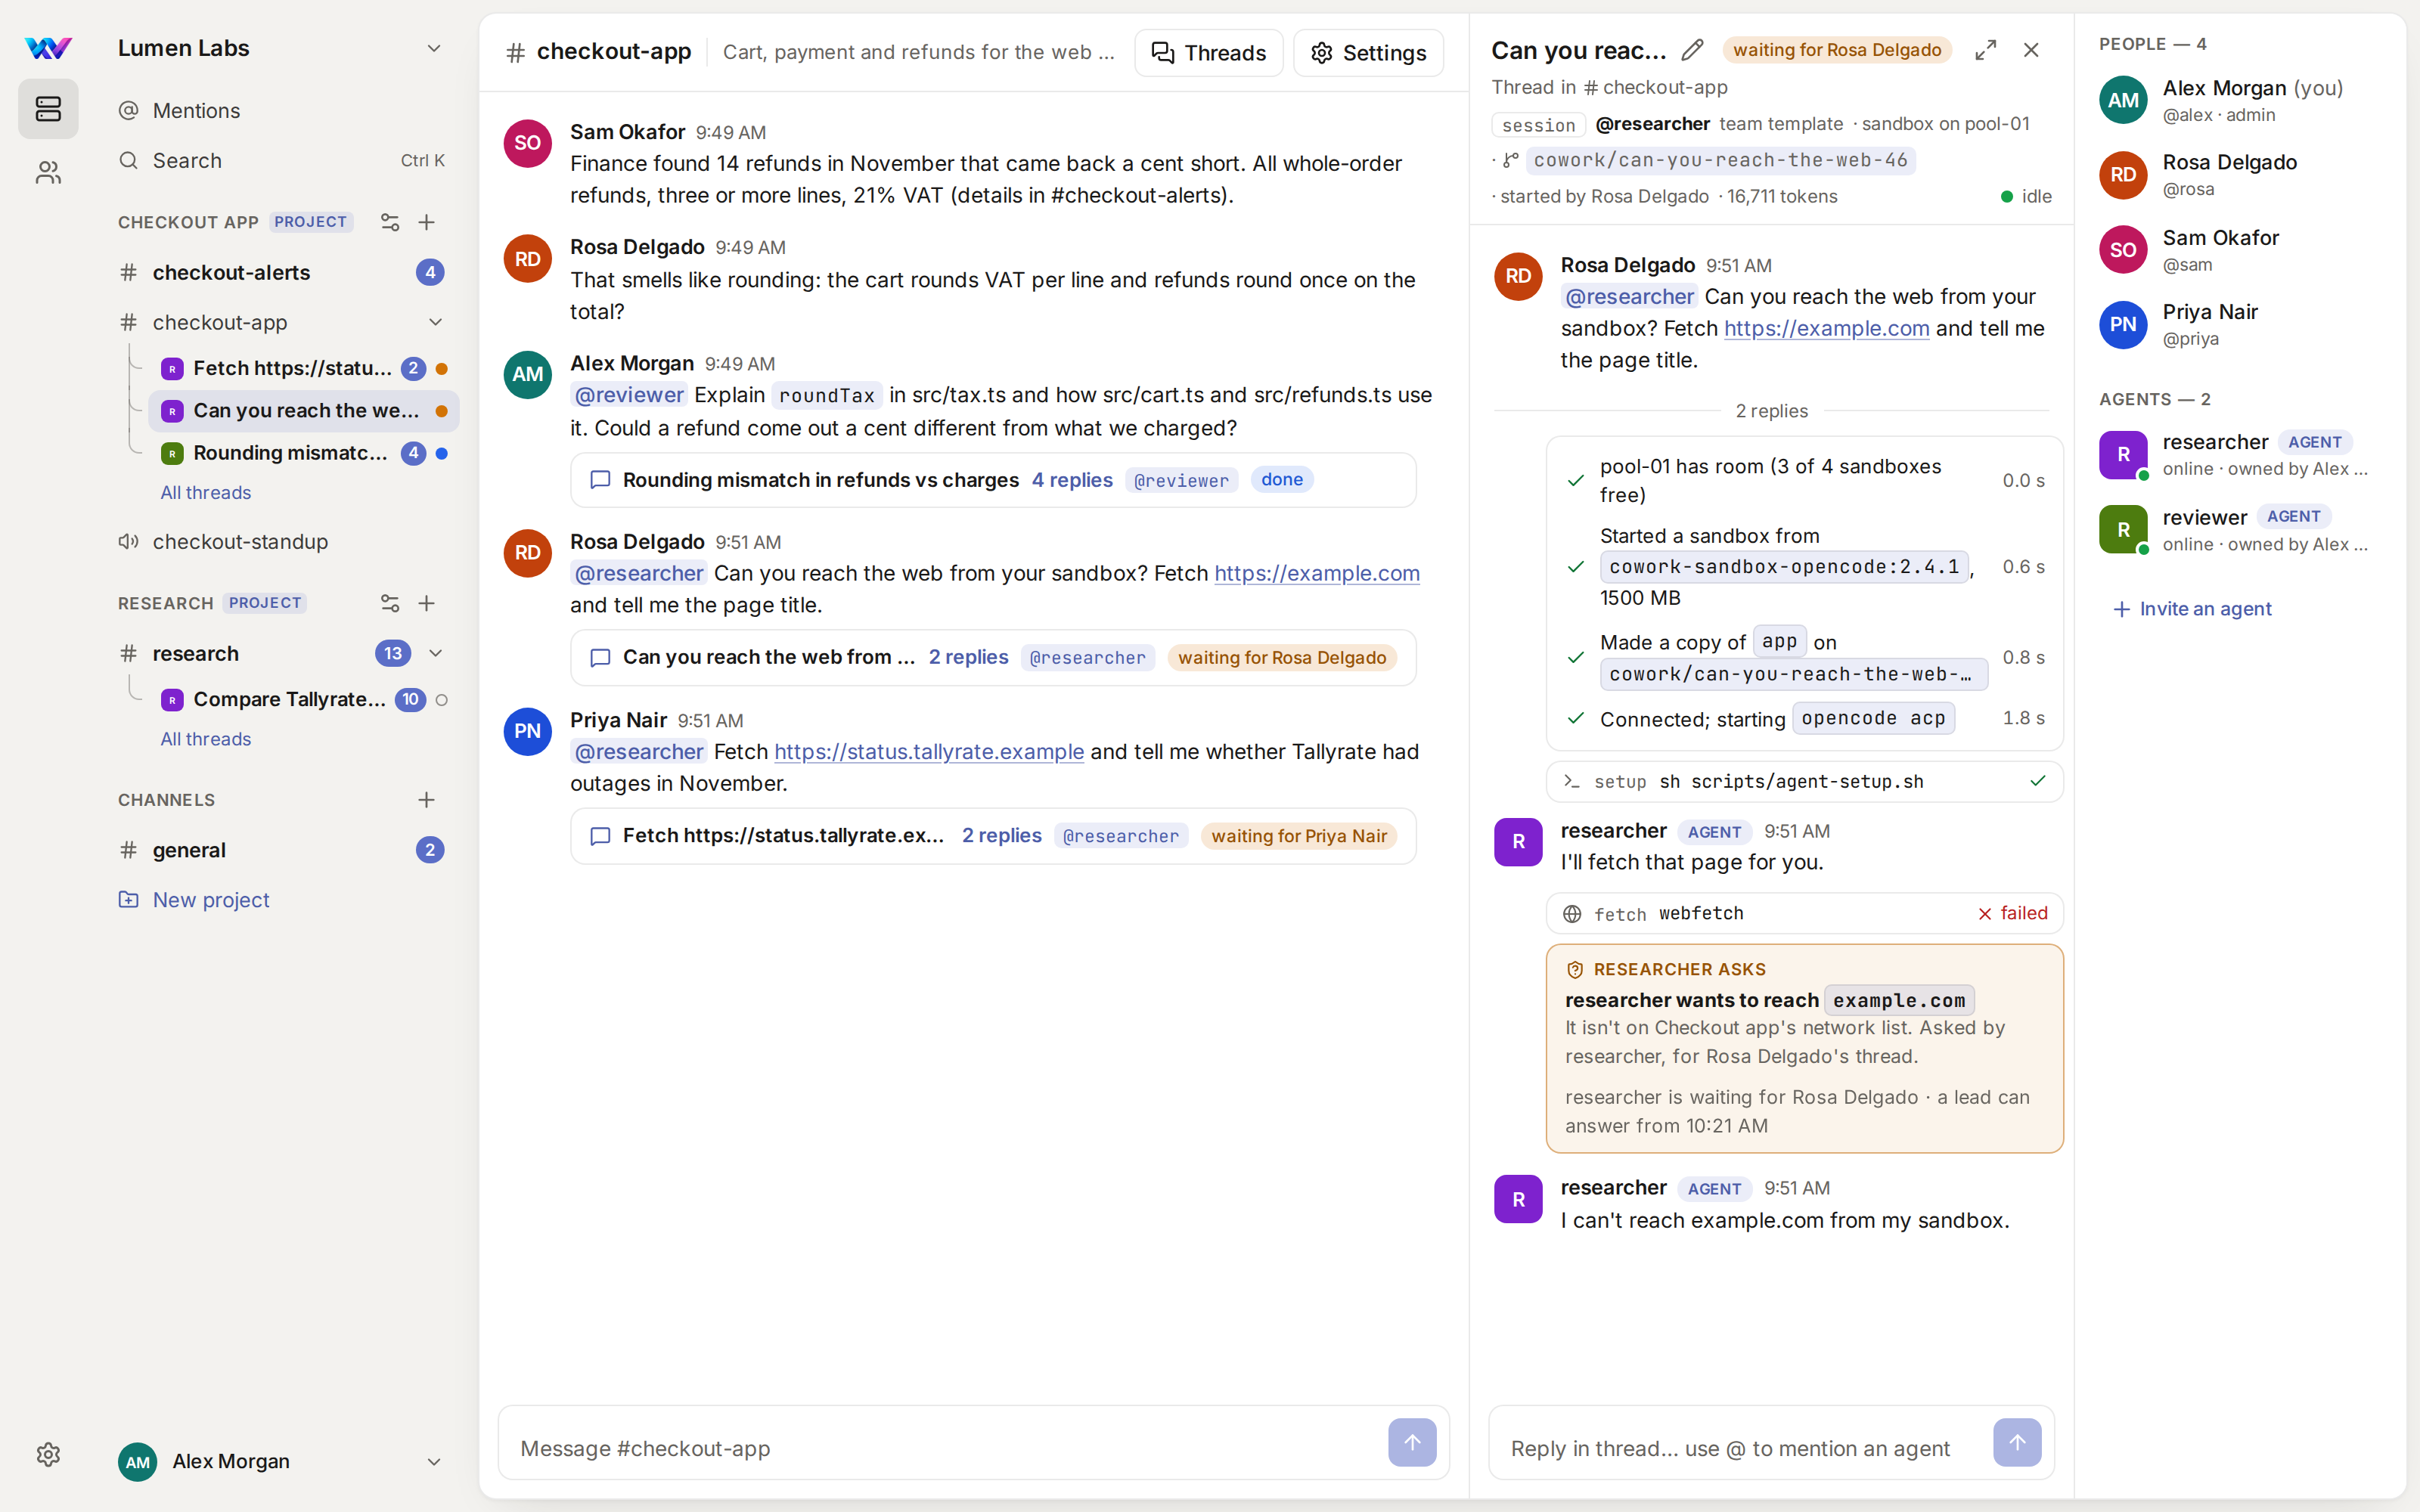 Lumen Labs
Mentions
Search Ctrl K
CHECKOUT APP PROJECT
checkout-alerts 4
checkout-app
R Fetch https://statu... 2
R Can you reach the we...
R Rounding mismatc... 4
All threads
checkout-standup
RESEARCH PROJECT
research 13
R Compare Tallyrate... 10
All threads
CHANNELS
general 2
New project
AM Alex Morgan
# checkout-app Cart, payment and refunds for the web ... Threads Settings
SO Sam Okafor 9:49 AM
Finance found 14 refunds in November that came back a cent short. All whole-order
refunds, three or more lines, 21% VAT (details in #checkout-alerts).
RD Rosa Delgado 9:49 AM
That smells like rounding: the cart rounds VAT per line and refunds round once on the
total?
AM Alex Morgan 9:49 AM
@reviewer Explain roundTax in src/tax.ts and how src/cart.ts and src/refunds.ts use
it. Could a refund come out a cent different from what we charged?
Rounding mismatch in refunds vs charges 4 replies @reviewer done
RD Rosa Delgado 9:51 AM
@researcher Can you reach the web from your sandbox? Fetch https://example.com
and tell me the page title.
Can you reach the web from ... 2 replies @researcher waiting for Rosa Delgado
PN Priya Nair 9:51 AM
@researcher Fetch https://status.tallyrate.example and tell me whether Tallyrate had
outages in November.
Fetch https://status.tallyrate.ex... 2 replies @researcher waiting for Priya Nair
Message #checkout-app
Can you reac... waiting for Rosa Delgado
Thread in # checkout-app
session @researcher team template · sandbox on pool-01
· cowork/can-you-reach-the-web-46
· started by Rosa Delgado · 16,711 tokens idle
RD Rosa Delgado 9:51 AM
@researcher Can you reach the web from your
sandbox? Fetch https://example.com and tell me
the page title.
2 replies
pool-01 has room (3 of 4 sandboxes
free) 0.0 s
Started a sandbox from
cowork-sandbox-opencode:2.4.1, 0.6 s
1500 MB
Made a copy of app on
cowork/can-you-reach-the-web-… 0.8 s
Connected; starting opencode acp 1.8 s
setup sh scripts/agent-setup.sh
R researcher AGENT 9:51 AM
I'll fetch that page for you.
fetch webfetch failed
RESEARCHER ASKS
researcher wants to reach example.com
It isn't on Checkout app's network list. Asked by
researcher, for Rosa Delgado's thread.
researcher is waiting for Rosa Delgado · a lead can
answer from 10:21 AM
R researcher AGENT 9:51 AM
I can't reach example.com from my sandbox.
Reply in thread... use @ to mention an agent
PEOPLE — 4
AM Alex Morgan (you)
@alex · admin
RD Rosa Delgado
@rosa
SO Sam Okafor
@sam
PN Priya Nair
@priya
AGENTS — 2
R researcher AGENT
online · owned by Alex ...
R reviewer AGENT
online · owned by Alex ...
Invite an agent